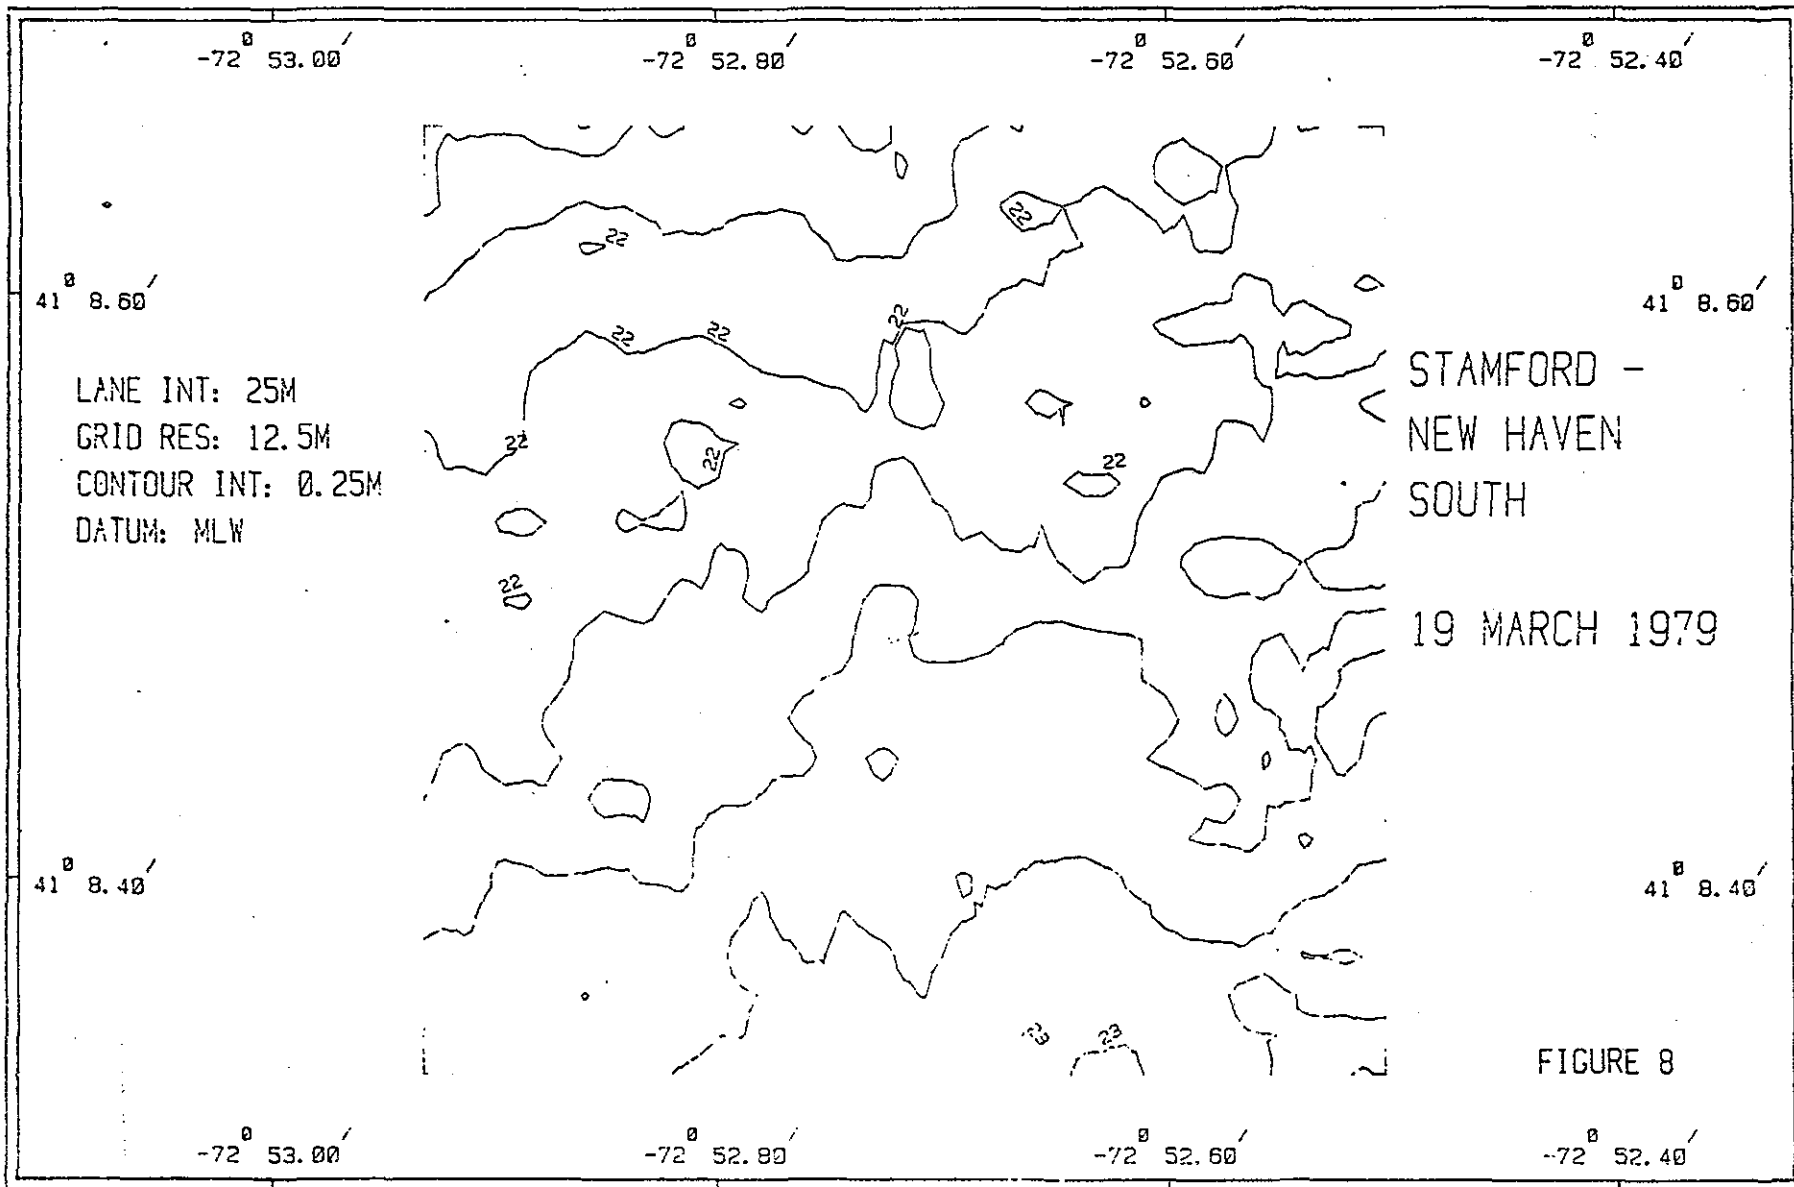 -72° 53.00′ -72° 52.80′ -72° 52.60′ -72° 52.40′
22
22
41° 8.60′ 41° 8.60′
22
22 22
STAMFORD -
LANE INT: 25M
NEW HAVEN
GRID RES: 12.5M
22 22 22
CONTOUR INT: 0.25M
SOUTH
DATUM: MLW
22
19 MARCH 1979
41° 8.40′ 41° 8.40′
23 23
FIGURE 8
-72° 53.00′ -72° 52.80′ -72° 52.60′ -72° 52.40′